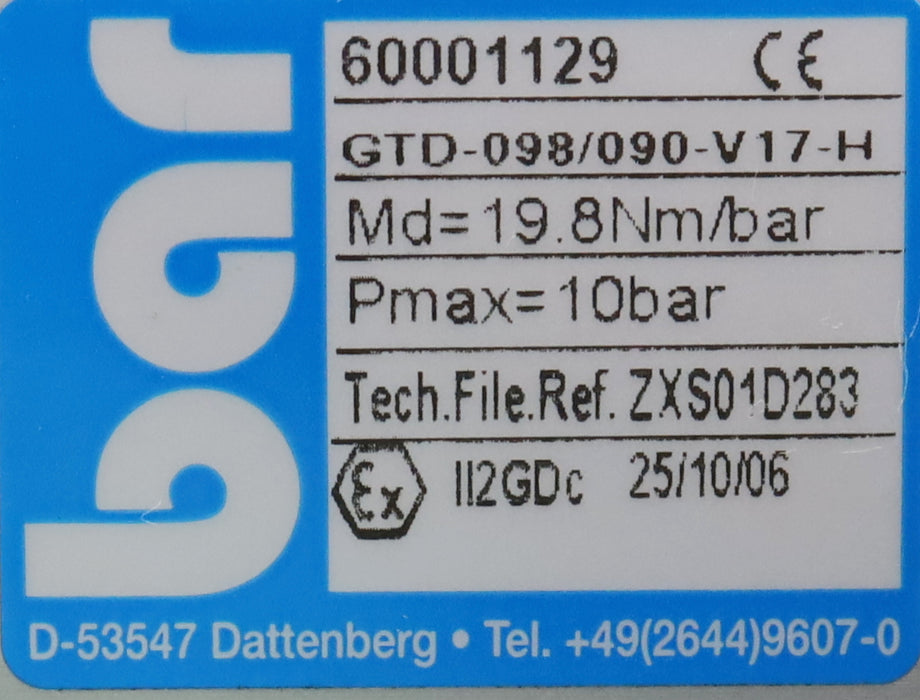 bar
60001129 CE
GTD-098/090-V17-H
Md=19.8Nm/bar
Pmax=10bar
Tech.File.Ref. ZXS01D283
Ex II2GDc 25/10/06
D-53547 Dattenberg • Tel. +49(2644)9607-0